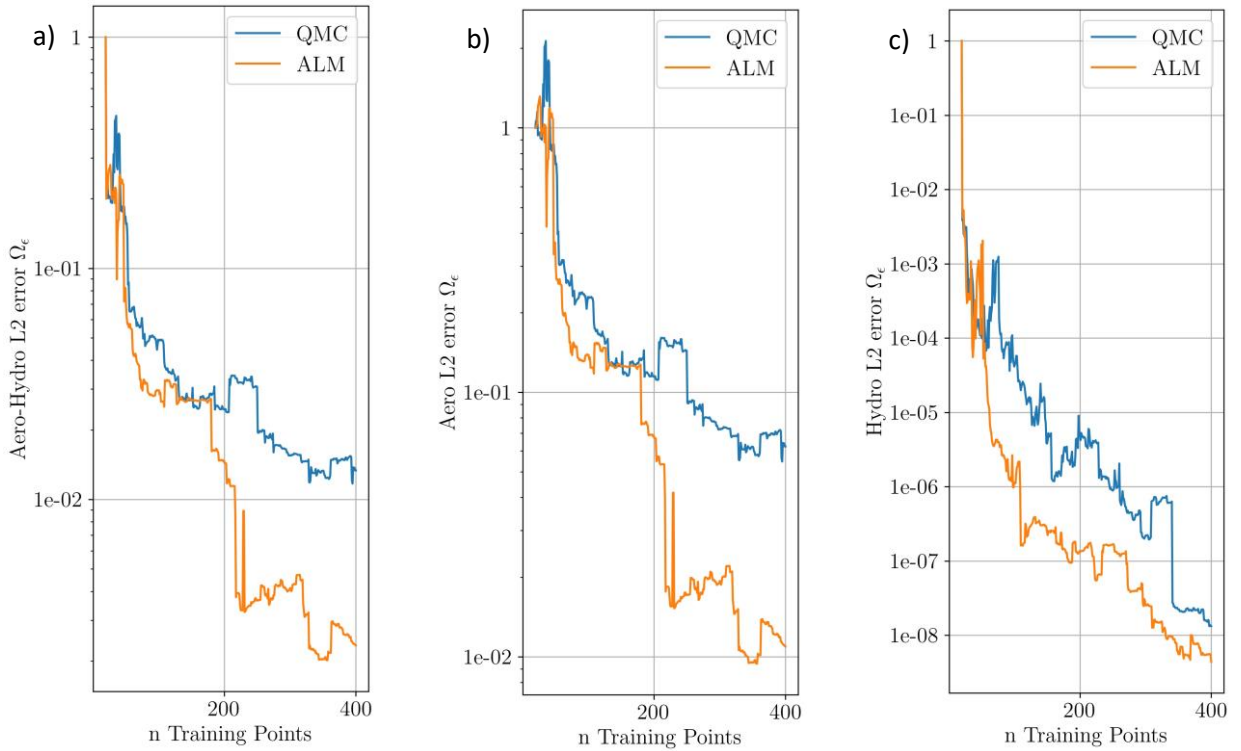 a)
QMC
ALM
1
1e-01
1e-02
Aero-Hydro L2 error Ωϵ
200
400
n Training Points
b)
QMC
ALM
1
1e-01
1e-02
Aero L2 error Ωϵ
200
400
n Training Points
c)
QMC
ALM
1
1e-01
1e-02
1e-03
1e-04
1e-05
1e-06
1e-07
1e-08
Hydro L2 error Ωϵ
200
400
n Training Points